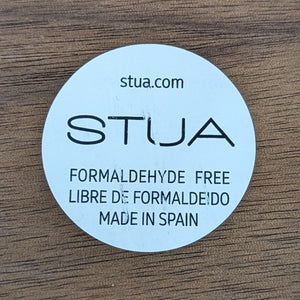 stua.com
STUA
FORMALDEHYDE FREE
LIBRE DE FORMALDEIDO
MADE IN SPAIN